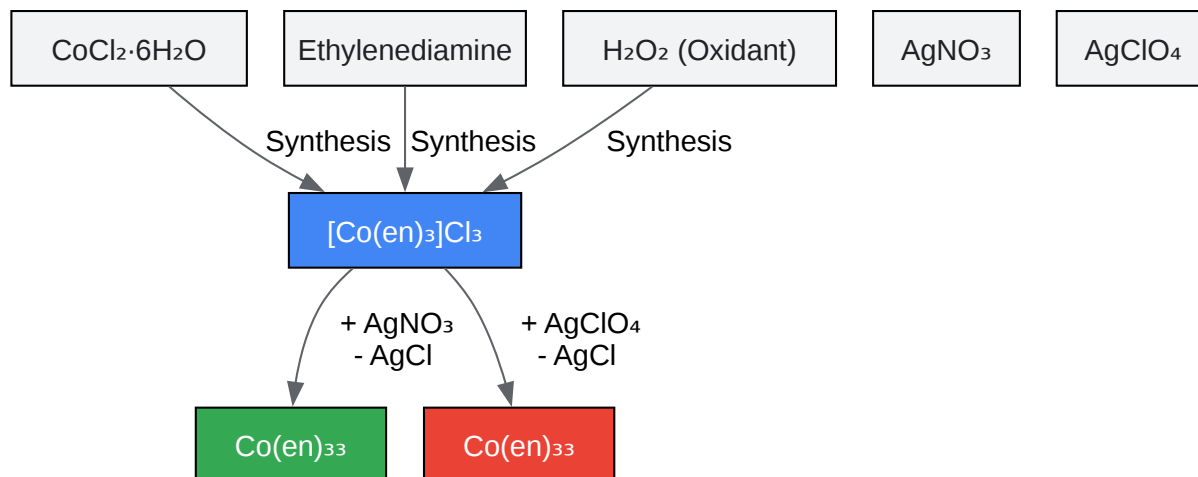 CoCl₂·6H₂O
Ethylenediamine
H₂O₂ (Oxidant)
AgNO₃
AgClO₄
Synthesis
Synthesis
Synthesis
[Co(en)₃]Cl₃
+ AgNO₃
- AgCl
+ AgClO₄
- AgCl
Co(en)₃₃
Co(en)₃₃